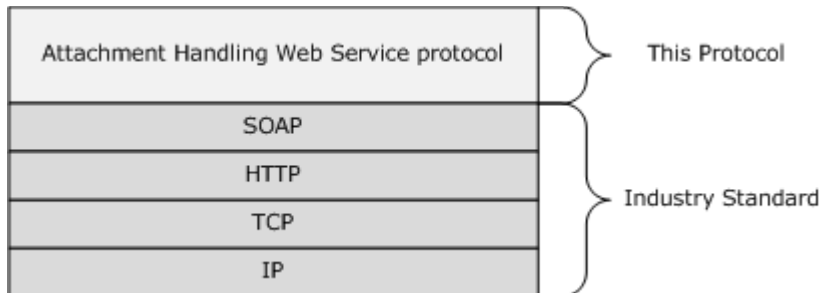 Attachment Handling Web Service protocol
This Protocol
SOAP
HTTP
TCP
IP
Industry Standard